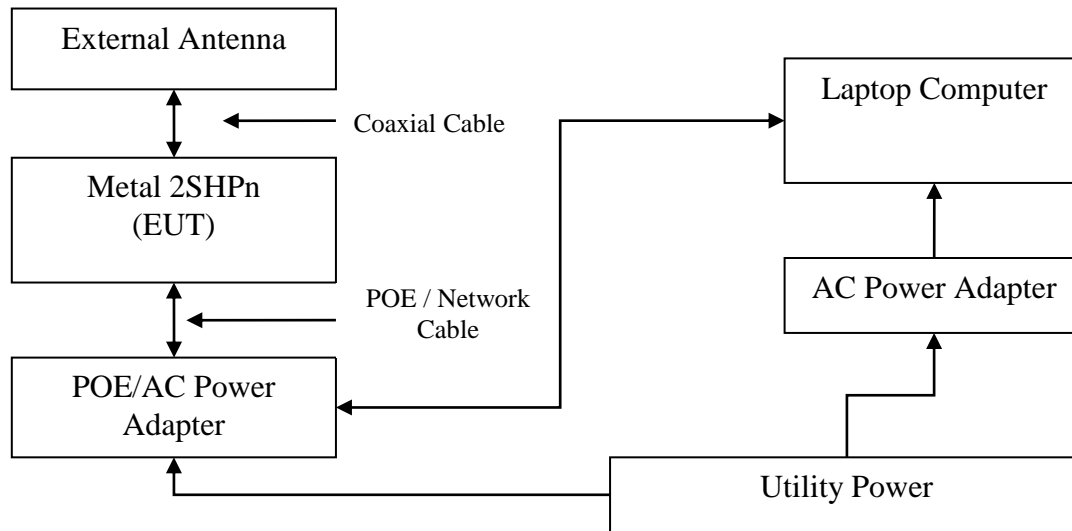 External Antenna
Laptop Computer
Coaxial Cable
Metal 2SHPn
(EUT)
AC Power Adapter
POE / Network
Cable
POE/AC Power
Adapter
Utility Power